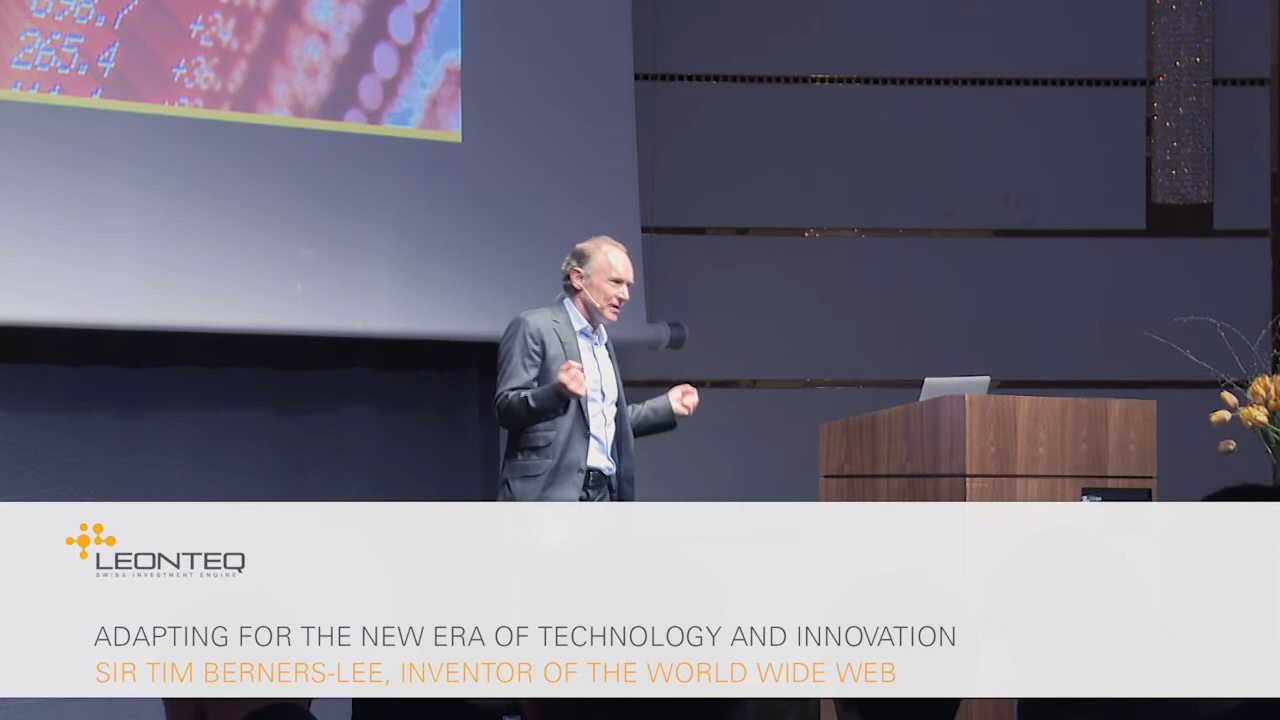 265.4
+24.
+36.
LEONTEQ
SWISS INVESTMENT ENGINE
ADAPTING FOR THE NEW ERA OF TECHNOLOGY AND INNOVATION
SIR TIM BERNERS-LEE, INVENTOR OF THE WORLD WIDE WEB